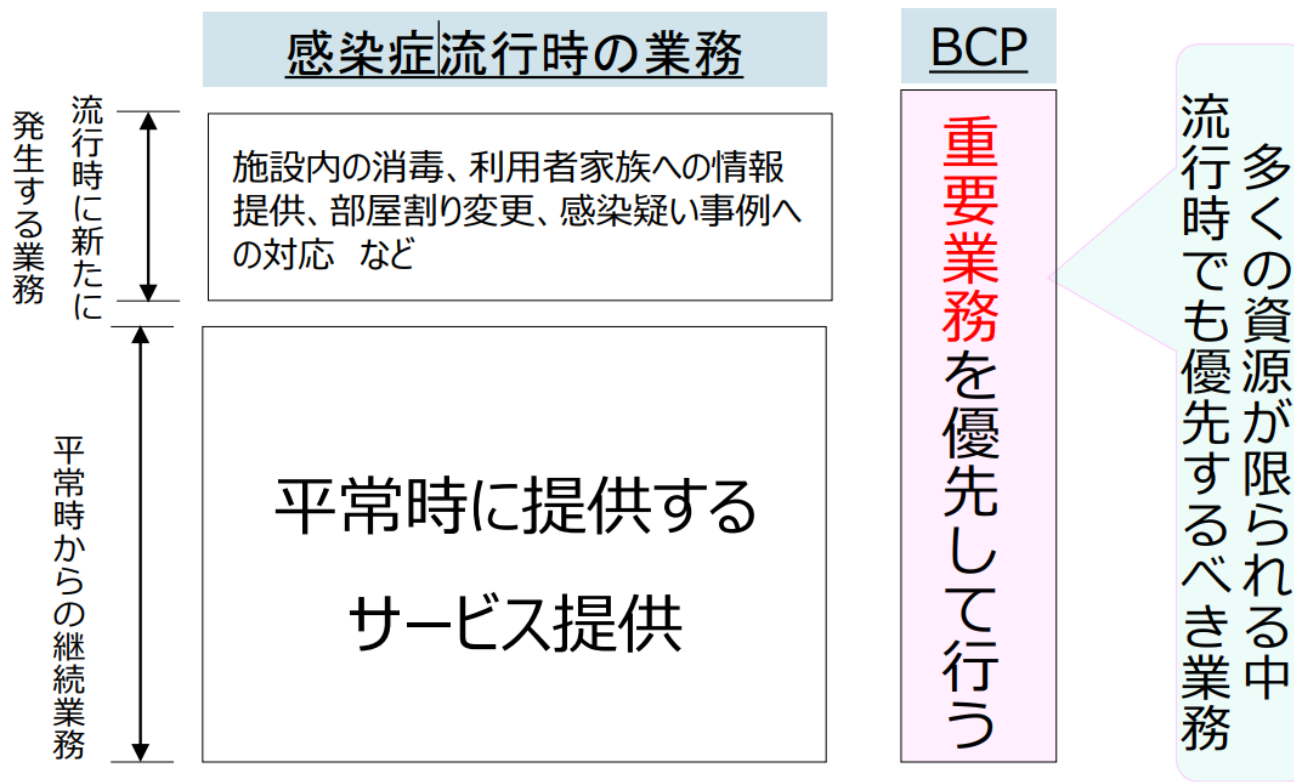 感染症流行時の業務
BCP
流行時に新たに
発生する業務
施設内の消毒、利用者家族への情報
提供、部屋割り変更、感染疑い事例へ
の対応　など
平常時からの継続業務
平常時に提供する
サービス提供
重要業務を優先して行う
多くの資源が限られる中
流行時でも優先するべき業務